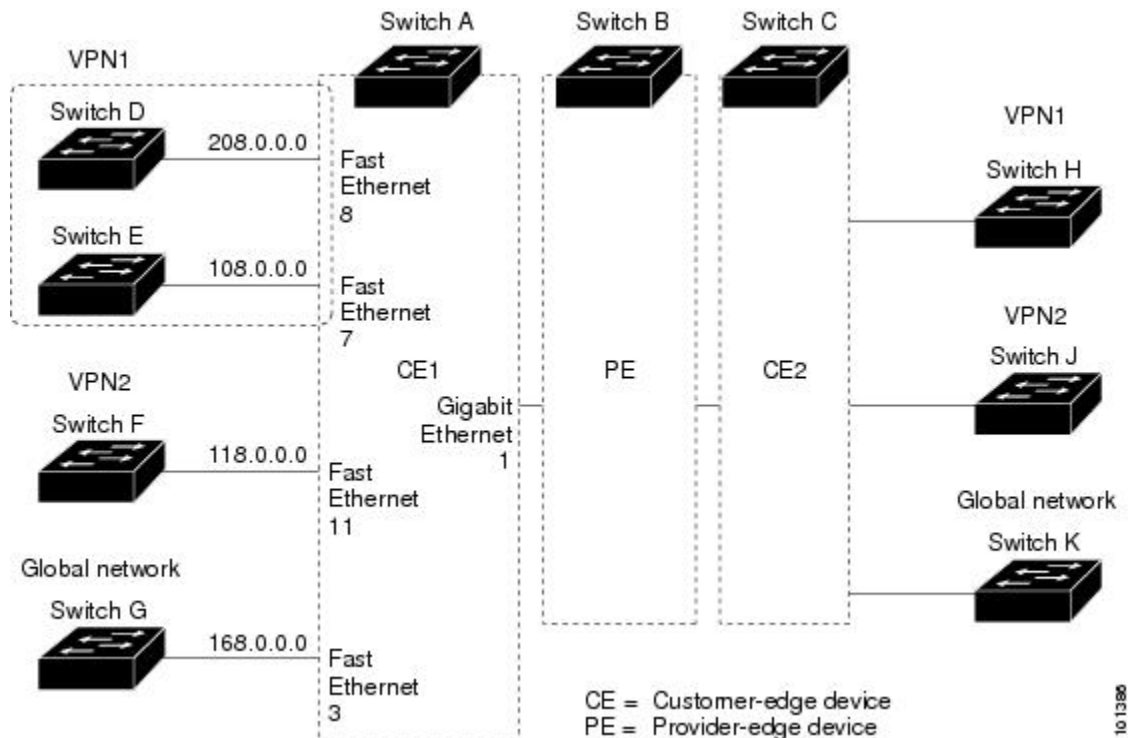 Switch A
Switch B
Switch C
VPN1
Switch D
208.0.0.0
Fast
Ethernet
8
Switch E
108.0.0.0
Fast
Ethernet
7
VPN2
Switch F
118.0.0.0
Fast
Ethernet
11
Global network
Switch G
168.0.0.0
Fast
Ethernet
3
CE1
Gigabit
Ethernet
1
PE
CE2
VPN1
Switch H
VPN2
Switch J
Global network
Switch K
CE = Customer-edge device
PE = Provider-edge device
101386